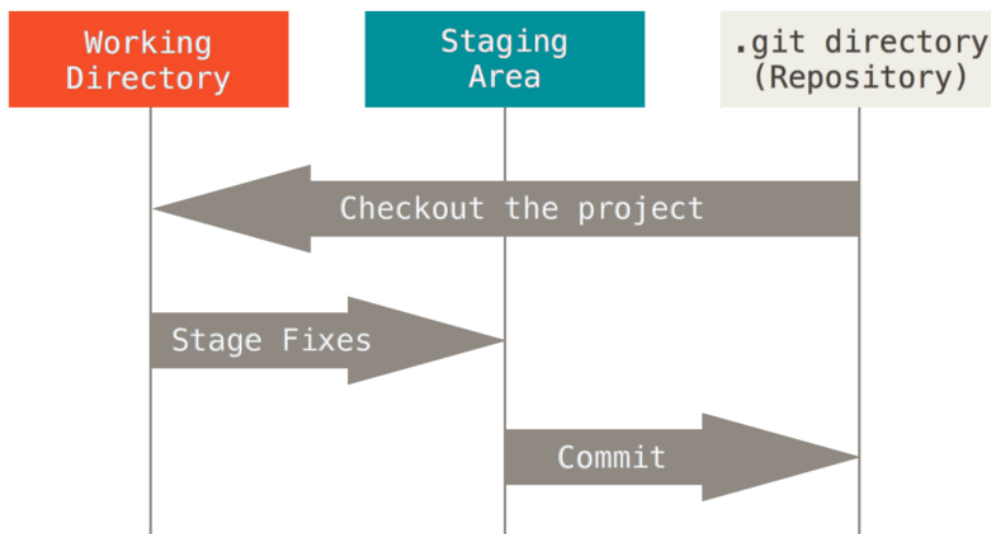 Working
Directory
Staging
Area
.git directory
(Repository)
Checkout the project
Stage Fixes
Commit